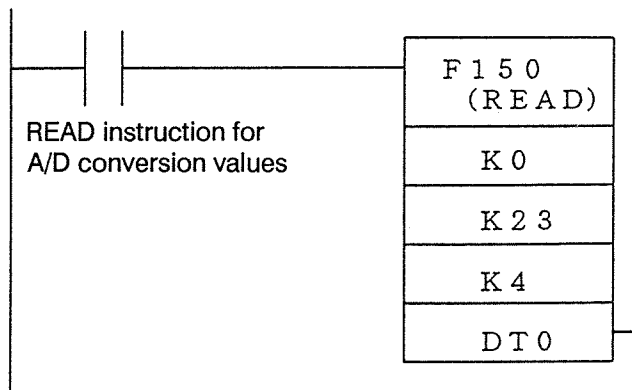 F150
(READ)
READ instruction for
A/D conversion values
K0
K23
K4
DT0